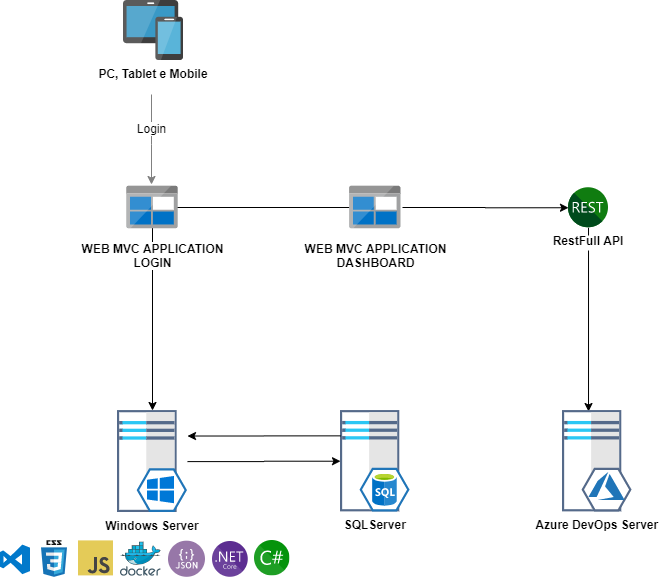 PC, Tablet e Mobile
Login
REST
WEB MVC APPLICATION
LOGIN
WEB MVC APPLICATION
DASHBOARD
RestFull API
SQL
Windows Server
SQLServer
Azure DevOps Server
CSS
3
JS
docker
{;}
JSON
.NET
Core
C#